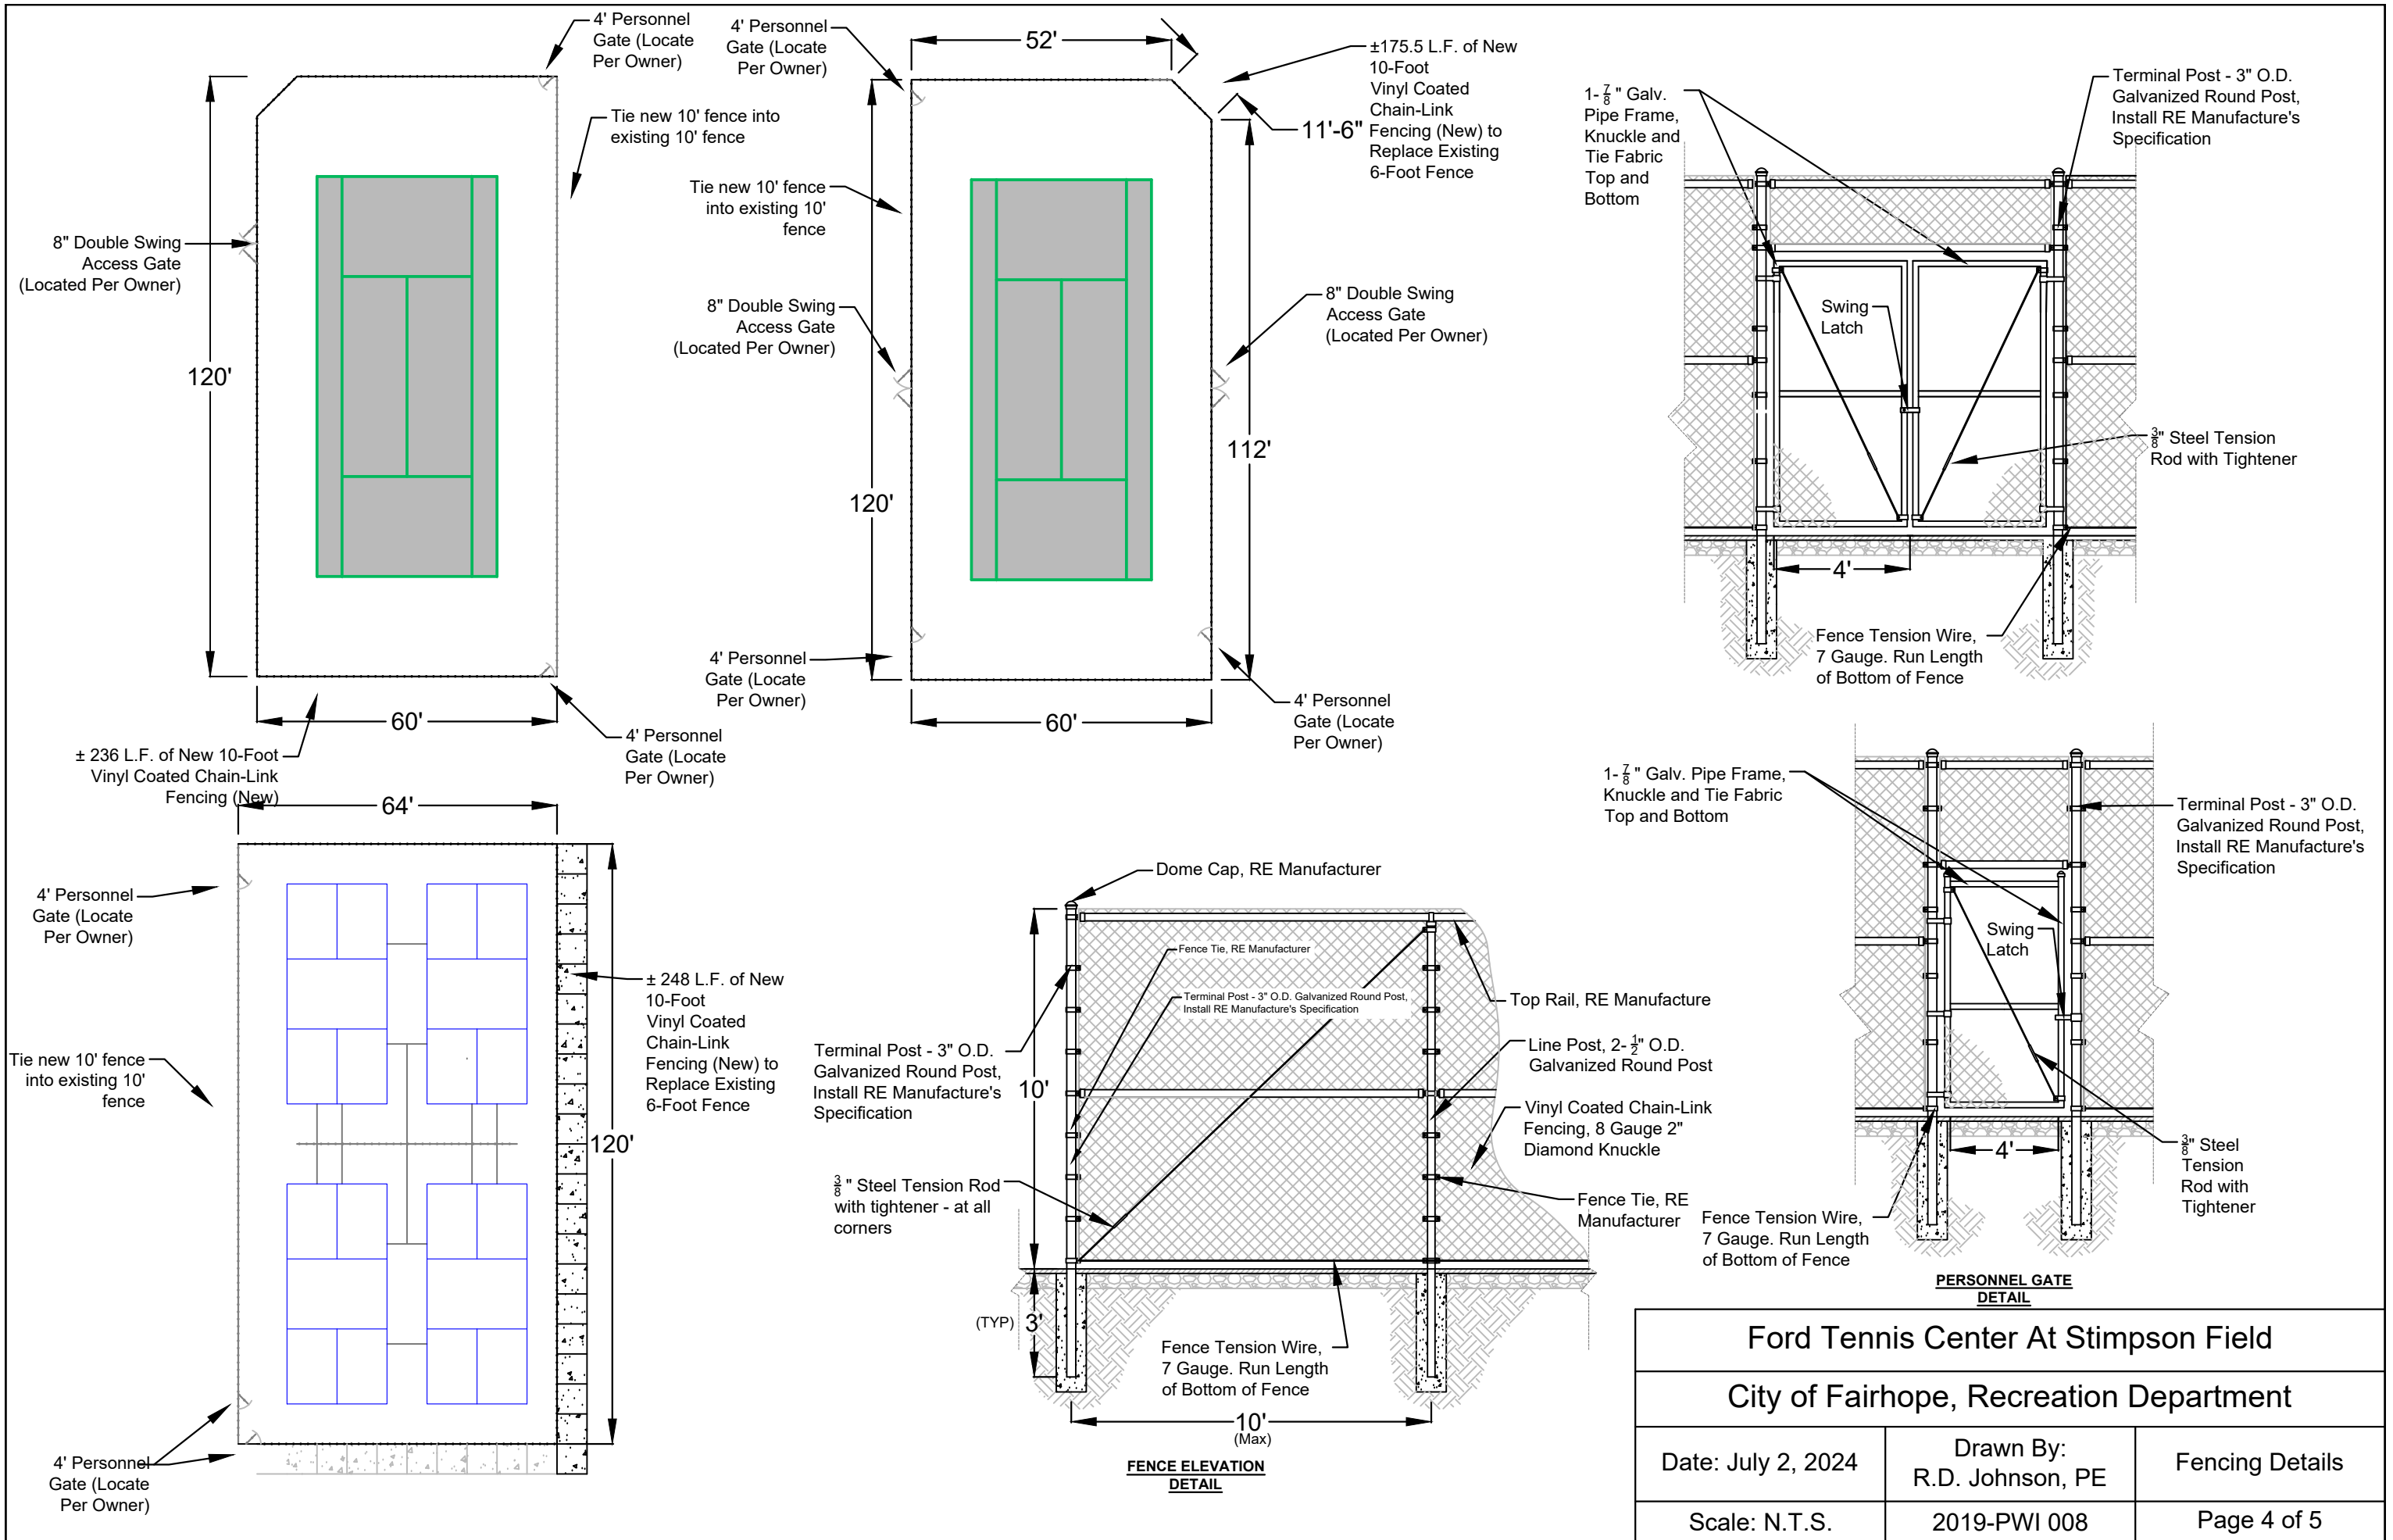 4' Personnel
Gate (Locate
Per Owner)
Tie new 10' fence into
existing 10' fence
8" Double Swing
Access Gate
(Located Per Owner)
120'
60'
± 236 L.F. of New 10-Foot
Vinyl Coated Chain-Link
Fencing (New)
4' Personnel
Gate (Locate
Per Owner)
4' Personnel
Gate (Locate
Per Owner)
52'
±175.5 L.F. of New
10-Foot
Vinyl Coated
Chain-Link
Fencing (New) to
Replace Existing
6-Foot Fence
11'-6"
Tie new 10' fence
into existing 10'
fence
8" Double Swing
Access Gate
(Located Per Owner)
8" Double Swing
Access Gate
(Located Per Owner)
120'
112'
4' Personnel
Gate (Locate
Per Owner)
60'
4' Personnel
Gate (Locate
Per Owner)
1-7/8" Galv.
Pipe Frame,
Knuckle and
Tie Fabric
Top and
Bottom
Terminal Post - 3" O.D.
Galvanized Round Post,
Install RE Manufacture's
Specification
Swing
Latch
3/8" Steel Tension
Rod with Tightener
4'
Fence Tension Wire,
7 Gauge. Run Length
of Bottom of Fence
64'
4' Personnel
Gate (Locate
Per Owner)
Tie new 10' fence
into existing 10'
fence
± 248 L.F. of New
10-Foot
Vinyl Coated
Chain-Link
Fencing (New) to
Replace Existing
6-Foot Fence
120'
4' Personnel
Gate (Locate
Per Owner)
Dome Cap, RE Manufacturer
Fence Tie, RE Manufacturer
Terminal Post - 3" O.D. Galvanized Round Post,
Install RE Manufacture's Specification
Top Rail, RE Manufacture
Terminal Post - 3" O.D.
Galvanized Round Post,
Install RE Manufacture's
Specification
10'
Line Post, 2-1/2" O.D.
Galvanized Round Post
Vinyl Coated Chain-Link
Fencing, 8 Gauge 2"
Diamond Knuckle
3/8" Steel Tension Rod
with tightener - at all
corners
Fence Tie, RE
Manufacturer
(TYP) 3'
Fence Tension Wire,
7 Gauge. Run Length
of Bottom of Fence
10'
(Max)
FENCE ELEVATION
DETAIL
1-7/8" Galv. Pipe Frame,
Knuckle and Tie Fabric
Top and Bottom
Terminal Post - 3" O.D.
Galvanized Round Post,
Install RE Manufacture's
Specification
Swing
Latch
4'
3/8" Steel
Tension
Rod with
Tightener
Fence Tension Wire,
7 Gauge. Run Length
of Bottom of Fence
PERSONNEL GATE
DETAIL
Ford Tennis Center At Stimpson Field
City of Fairhope, Recreation Department
Date: July 2, 2024
Drawn By:
R.D. Johnson, PE
Fencing Details
Scale: N.T.S.
2019-PWI 008
Page 4 of 5